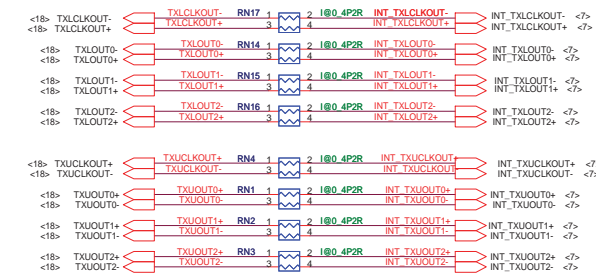 <18> TXLCLKOUT- TXLCLKOUT- RN17 1 2 I@0_4P2R INT_TXLCLKOUT- INT_TXLCLKOUT- <7>
<18> TXLCLKOUT+ TXLCLKOUT+ 3 4 INT_TXLCLKOUT+ INT_TXLCLKOUT+ <7>
<18> TXLOUT0- TXLOUT0- RN14 1 2 I@0_4P2R INT_TXLOUT0- INT_TXLOUT0- <7>
<18> TXLOUT0+ TXLOUT0+ 3 4 INT_TXLOUT0+ INT_TXLOUT0+ <7>
<18> TXLOUT1- TXLOUT1- RN15 1 2 I@0_4P2R INT_TXLOUT1- INT_TXLOUT1- <7>
<18> TXLOUT1+ TXLOUT1+ 3 4 INT_TXLOUT1+ INT_TXLOUT1+ <7>
<18> TXLOUT2- TXLOUT2- RN16 1 2 I@0_4P2R INT_TXLOUT2- INT_TXLOUT2- <7>
<18> TXLOUT2+ TXLOUT2+ 3 4 INT_TXLOUT2+ INT_TXLOUT2+ <7>
<18> TXUCLKOUT+ TXUCLKOUT+ RN4 1 2 I@0_4P2R INT_TXUCLKOUT+ INT_TXUCLKOUT+ <7
<18> TXUCLKOUT- TXUCLKOUT- 3 4 INT_TXUCLKOUT- INT_TXUCLKOUT- <7>
<18> TXUOUT0+ TXUOUT0+ RN1 1 2 I@0_4P2R INT_TXUOUT0+ INT_TXUOUT0+ <7>
<18> TXUOUT0- TXUOUT0- 3 4 INT_TXUOUT0- INT_TXUOUT0- <7>
<18> TXUOUT1+ TXUOUT1+ RN2 1 2 I@0_4P2R INT_TXUOUT1+ INT_TXUOUT1+ <7>
<18> TXUOUT1- TXUOUT1- 3 4 INT_TXUOUT1- INT_TXUOUT1- <7>
<18> TXUOUT2+ TXUOUT2+ RN3 1 2 I@0_4P2R INT_TXUOUT2+ INT_TXUOUT2+ <7>
<18> TXUOUT2- TXUOUT2- 3 4 INT_TXUOUT2- INT_TXUOUT2- <7>